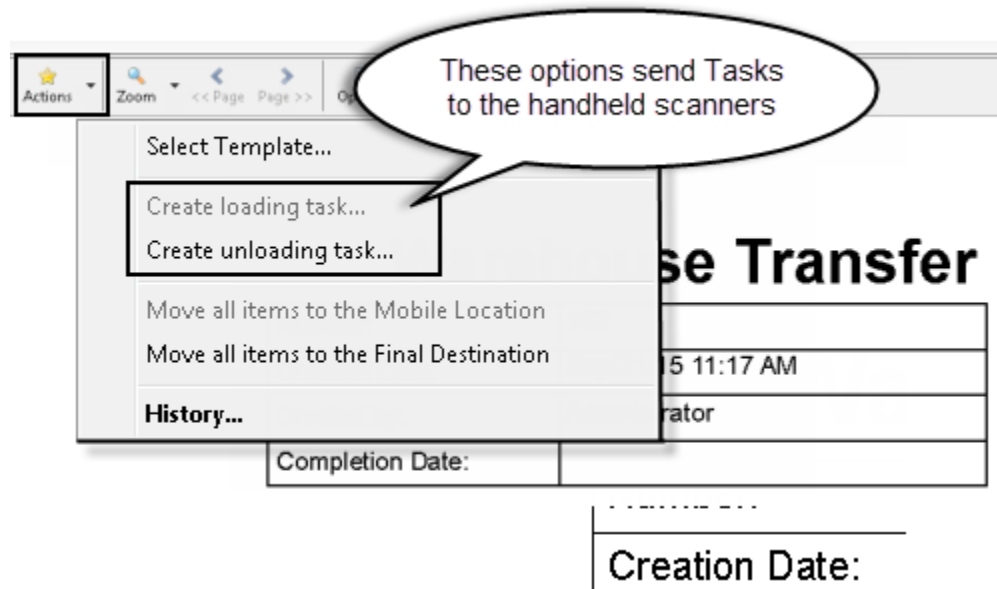 These options send Tasks
to the handheld scanners
Actions Zoom << Page Page >>
Select Template...
Create loading task...
Create unloading task...
Move all items to the Mobile Location
Move all items to the Final Destination
History...
se Transfer
15 11:17 AM
rator
Completion Date:
Creation Date: